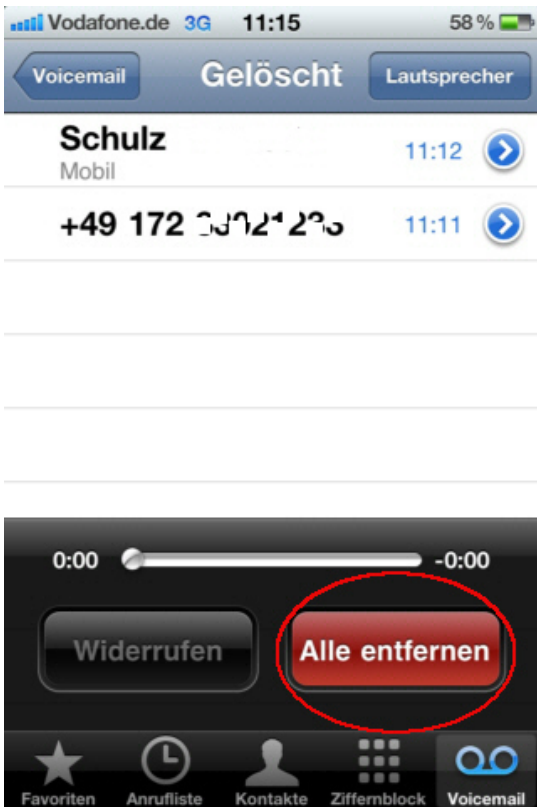 Vodafone.de 3G 11:15 58 %
Voicemail Gelöscht Lautsprecher
Schulz
Mobil
11:12
+49 172 11:11
0:00 -0:00
Widerrufen Alle entfernen
Favoriten Anrufliste Kontakte Ziffernblock Voicemail